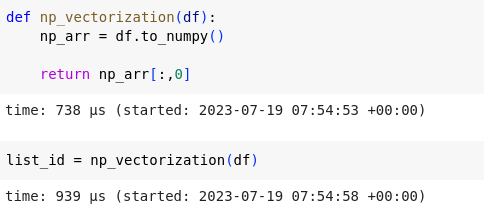 def np_vectorization(df):
    np_arr = df.to_numpy()
    return np_arr[:,0]
time: 738 µs (started: 2023-07-19 07:54:53 +00:00)
list_id = np_vectorization(df)
time: 939 µs (started: 2023-07-19 07:54:58 +00:00)